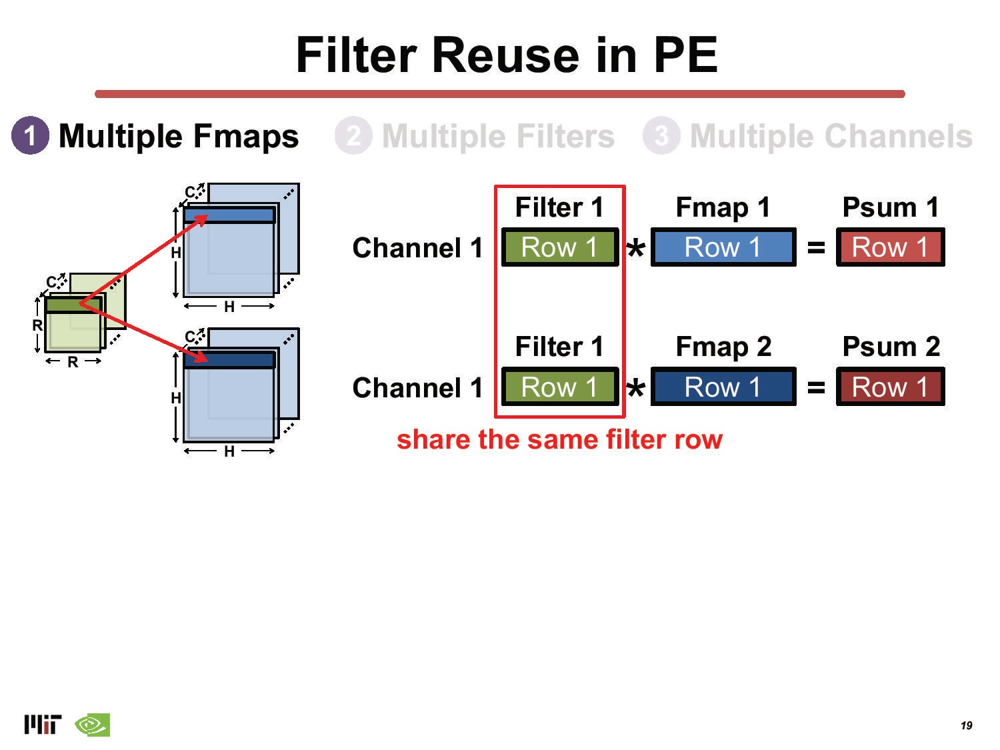 Filter Reuse in PE
1 Multiple Fmaps 2 Multiple Filters 3 Multiple Channels
C
H
H
C
R
R
C
H
H
Filter 1 Fmap 1 Psum 1
Channel 1 Row 1 * Row 1 = Row 1
Filter 1 Fmap 2 Psum 2
Channel 1 Row 1 * Row 1 = Row 1
share the same filter row
MIT
19